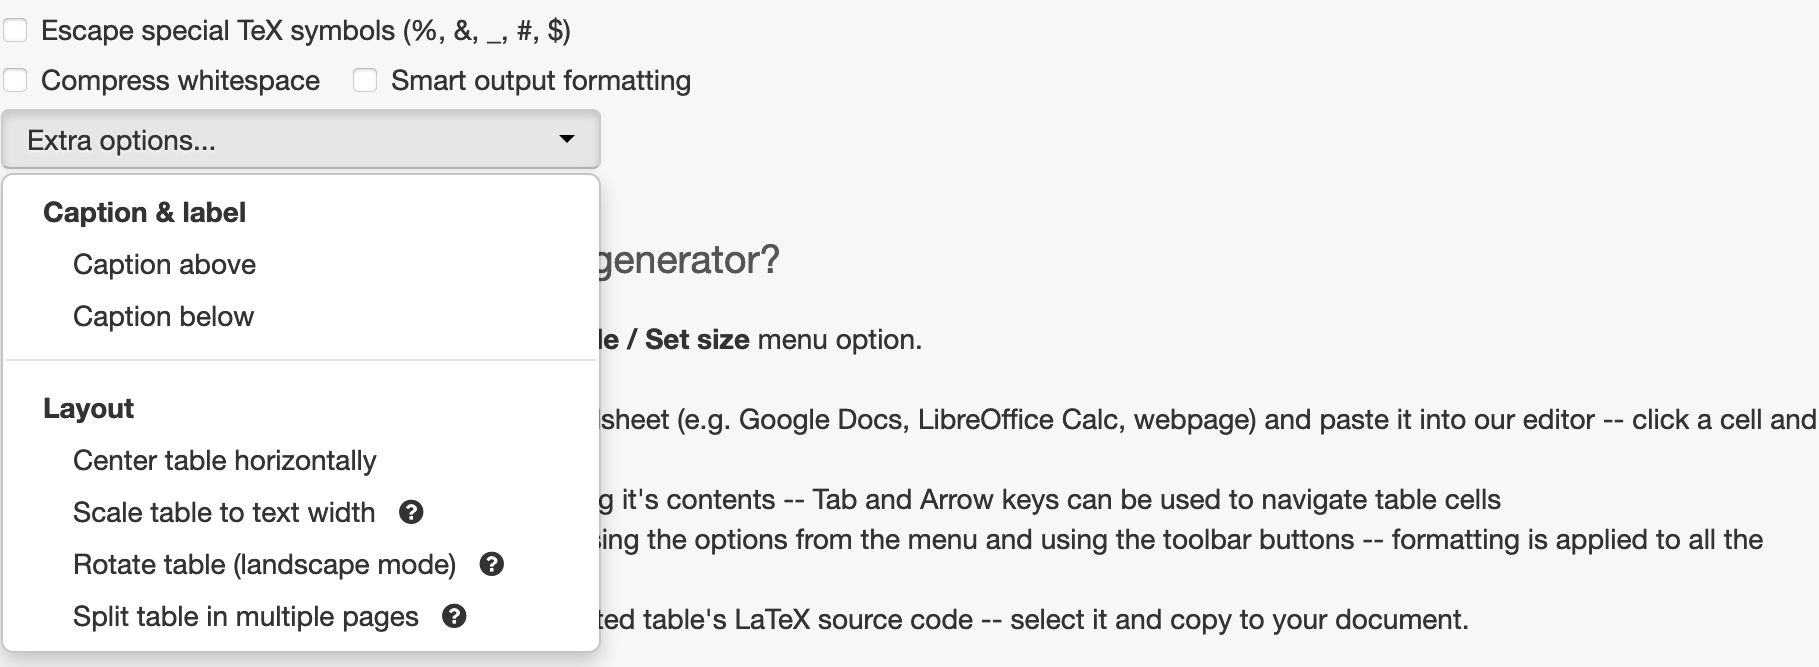 Escape special TeX symbols (%, &, _, #, $)
Compress whitespace Smart output formatting
Extra options...
Caption & label
Caption above
Caption below
Layout
Center table horizontally
Scale table to text width
Rotate table (landscape mode)
Split table in multiple pages
generator?
/ Set size menu option.
(e.g. Google Docs, LibreOffice Calc, webpage) and paste it into our editor -- click a cell and
it's contents -- Tab and Arrow keys can be used to navigate table cells
the options from the menu and using the toolbar buttons -- formatting is applied to all the
table's LaTeX source code -- select it and copy to your document.